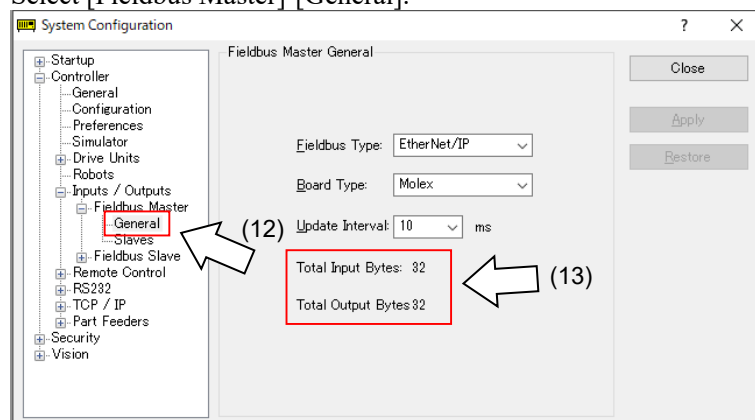 Select [Fieldbus Master]-[General].
System Configuration
? X
Startup
Controller
General
Configuration
Preferences
Simulator
Drive Units
Robots
Inputs / Outputs
Fieldbus Master
General
Slaves
Fieldbus Slave
Remote Control
RS232
TCP / IP
Part Feeders
Security
Vision
(12)
Fieldbus Master General
Fieldbus Type: EtherNet/IP
Board Type: Molex
Update Interval: 10 ms
Total Input Bytes: 32
Total Output Bytes 32
(13)
Close
Apply
Restore